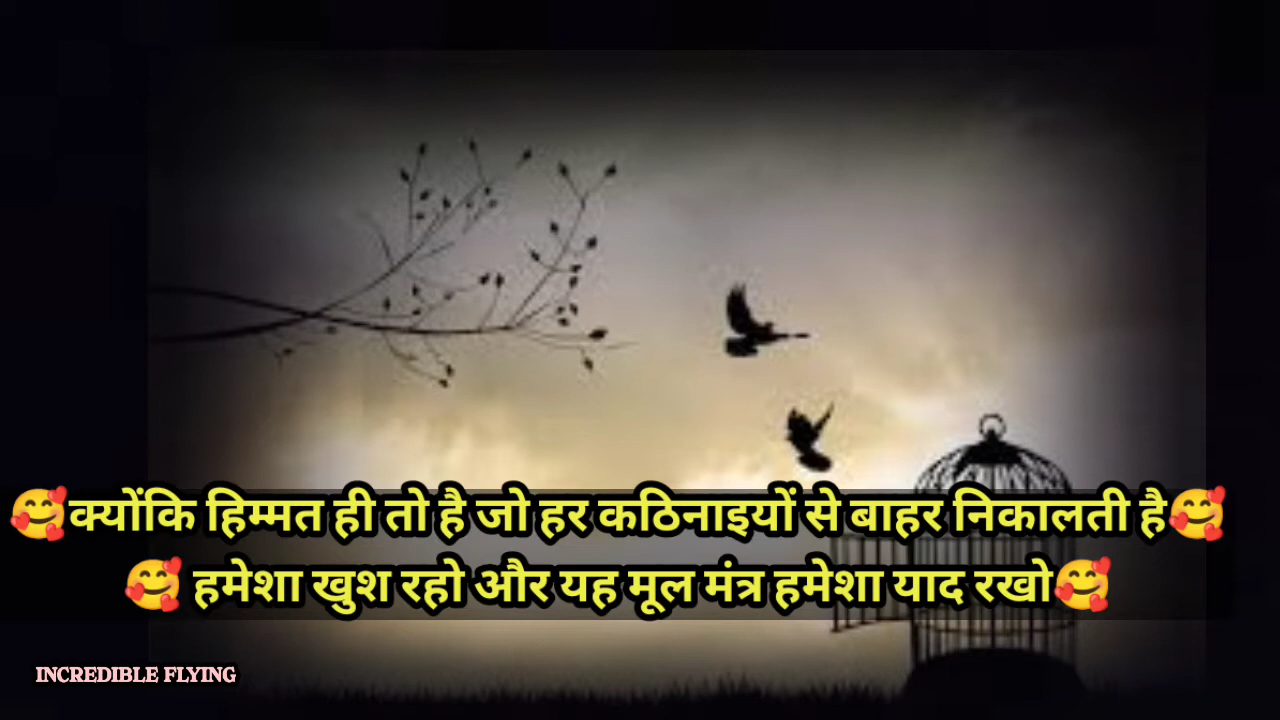 🥰क्योंकि हिम्मत ही तो है जो हर कठिनाइयों से बाहर निकालती है🥰
🥰 हमेशा खुश रहो और यह मूल मंत्र हमेशा याद रखो🥰
INCREDIBLE FLYING